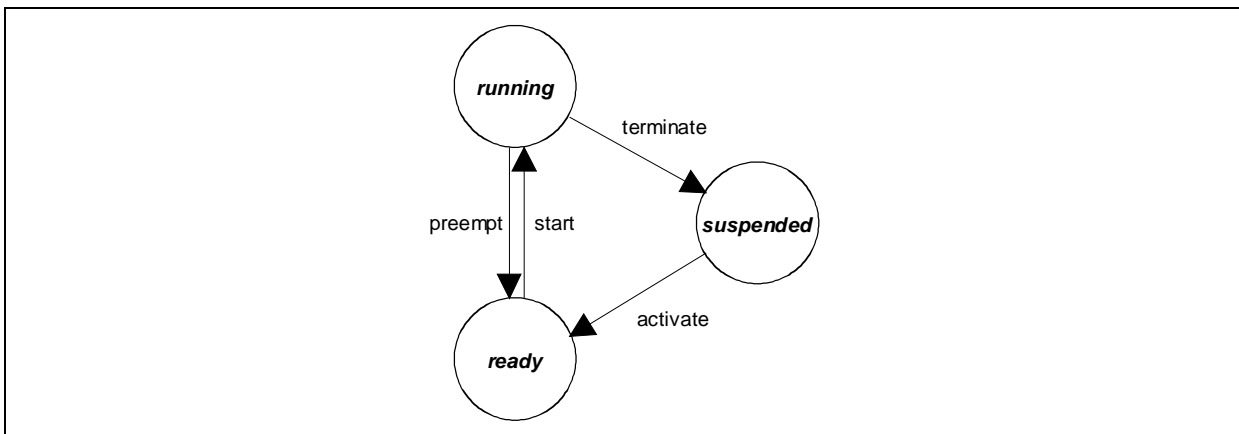 running
terminate
preempt
start
suspended
activate
ready